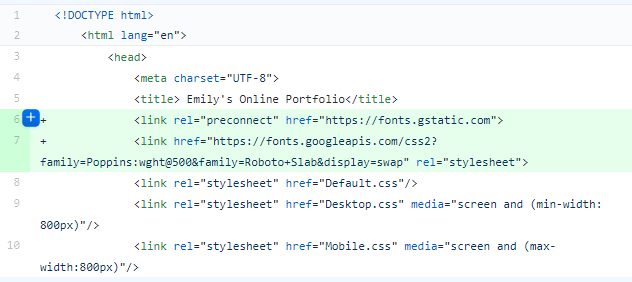 1 <!DOCTYPE html>
2 <html lang="en">
3 <head>
4 <meta charset="UTF-8">
5 <title> Emily's Online Portfolio</title>
6 + <link rel="preconnect" href="https://fonts.gstatic.com">
7 + <link href="https://fonts.googleapis.com/css2?
family=Poppins:wght@500&family=Roboto+Slab&display=swap" rel="stylesheet">
8 <link rel="stylesheet" href="Default.css"/>
9 <link rel="stylesheet" href="Desktop.css" media="screen and (min-width:
800px)"/>
10 <link rel="stylesheet" href="Mobile.css" media="screen and (max-
width:800px)"/>